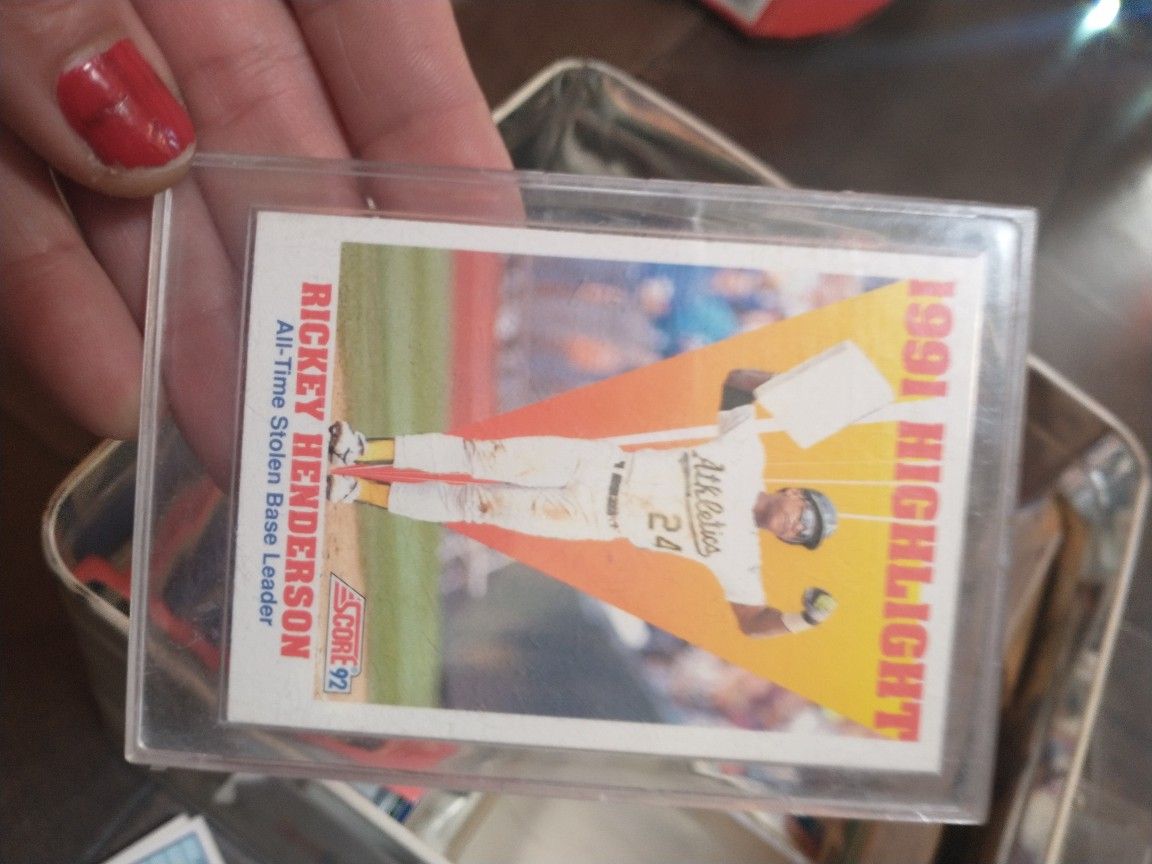 1991 HIGHLIGHT
Athletics
24
SCORE® 92
RICKEY HENDERSON
All-Time Stolen Base Leader